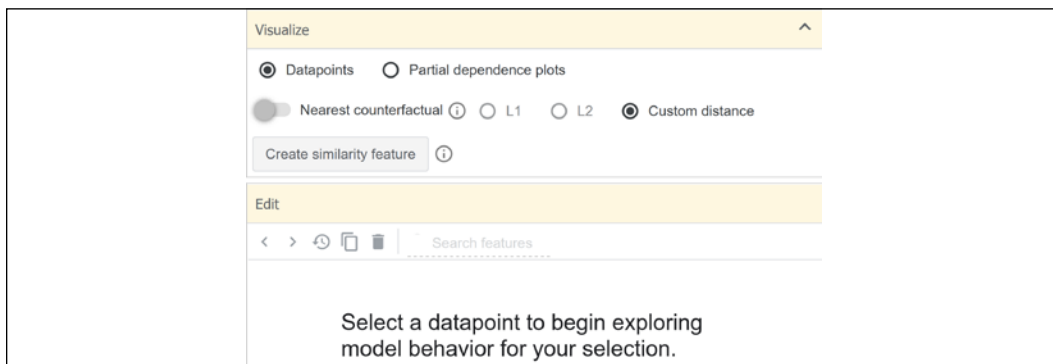 Visualize
Datapoints Partial dependence plots
Nearest counterfactual L1 L2 Custom distance
Create similarity feature
Edit
Search features
Select a datapoint to begin exploring
model behavior for your selection.